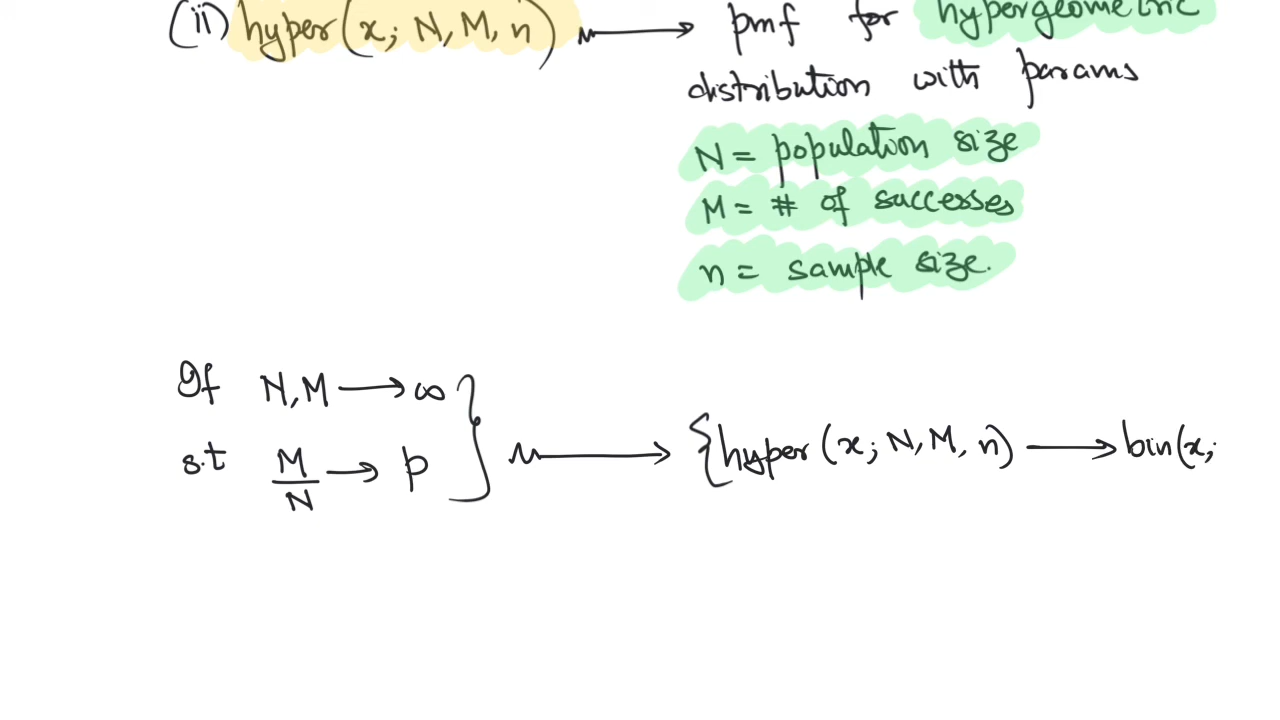 (ii) hyper(x; N, M, n) ⟶ pmf for hypergeometric
distribution with params
N = population size
M = # of successes
n = sample size.
If N, M ⟶ ∞ }
s.t M/N ⟶ p } ⟶ {hyper(x; N, M, n) ⟶ bin(x;